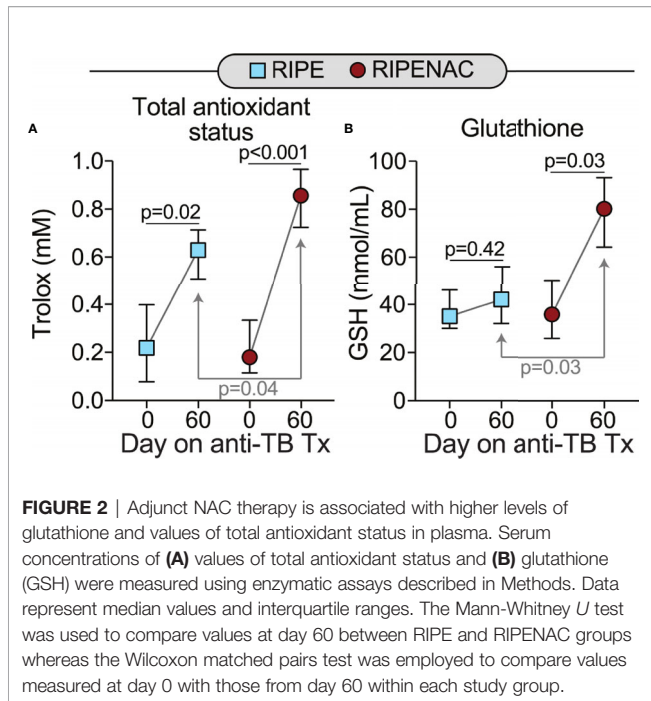 RIPE RIPENAC
A
Total antioxidant
status
p<0.001
p=0.02
1.0
0.8
0.6
0.4
0.2
0.0
Trolox (mM)
p=0.04
0 60 0 60
Day on anti-TB Tx
B
Glutathione
p=0.03
p=0.42
100
80
60
40
20
0
GSH (mmol/mL)
p=0.03
0 60 0 60
Day on anti-TB Tx
FIGURE 2 | Adjunct NAC therapy is associated with higher levels of
glutathione and values of total antioxidant status in plasma. Serum
concentrations of (A) values of total antioxidant status and (B) glutathione
(GSH) were measured using enzymatic assays described in Methods. Data
represent median values and interquartile ranges. The Mann-Whitney U test
was used to compare values at day 60 between RIPE and RIPENAC groups
whereas the Wilcoxon matched pairs test was employed to compare values
measured at day 0 with those from day 60 within each study group.